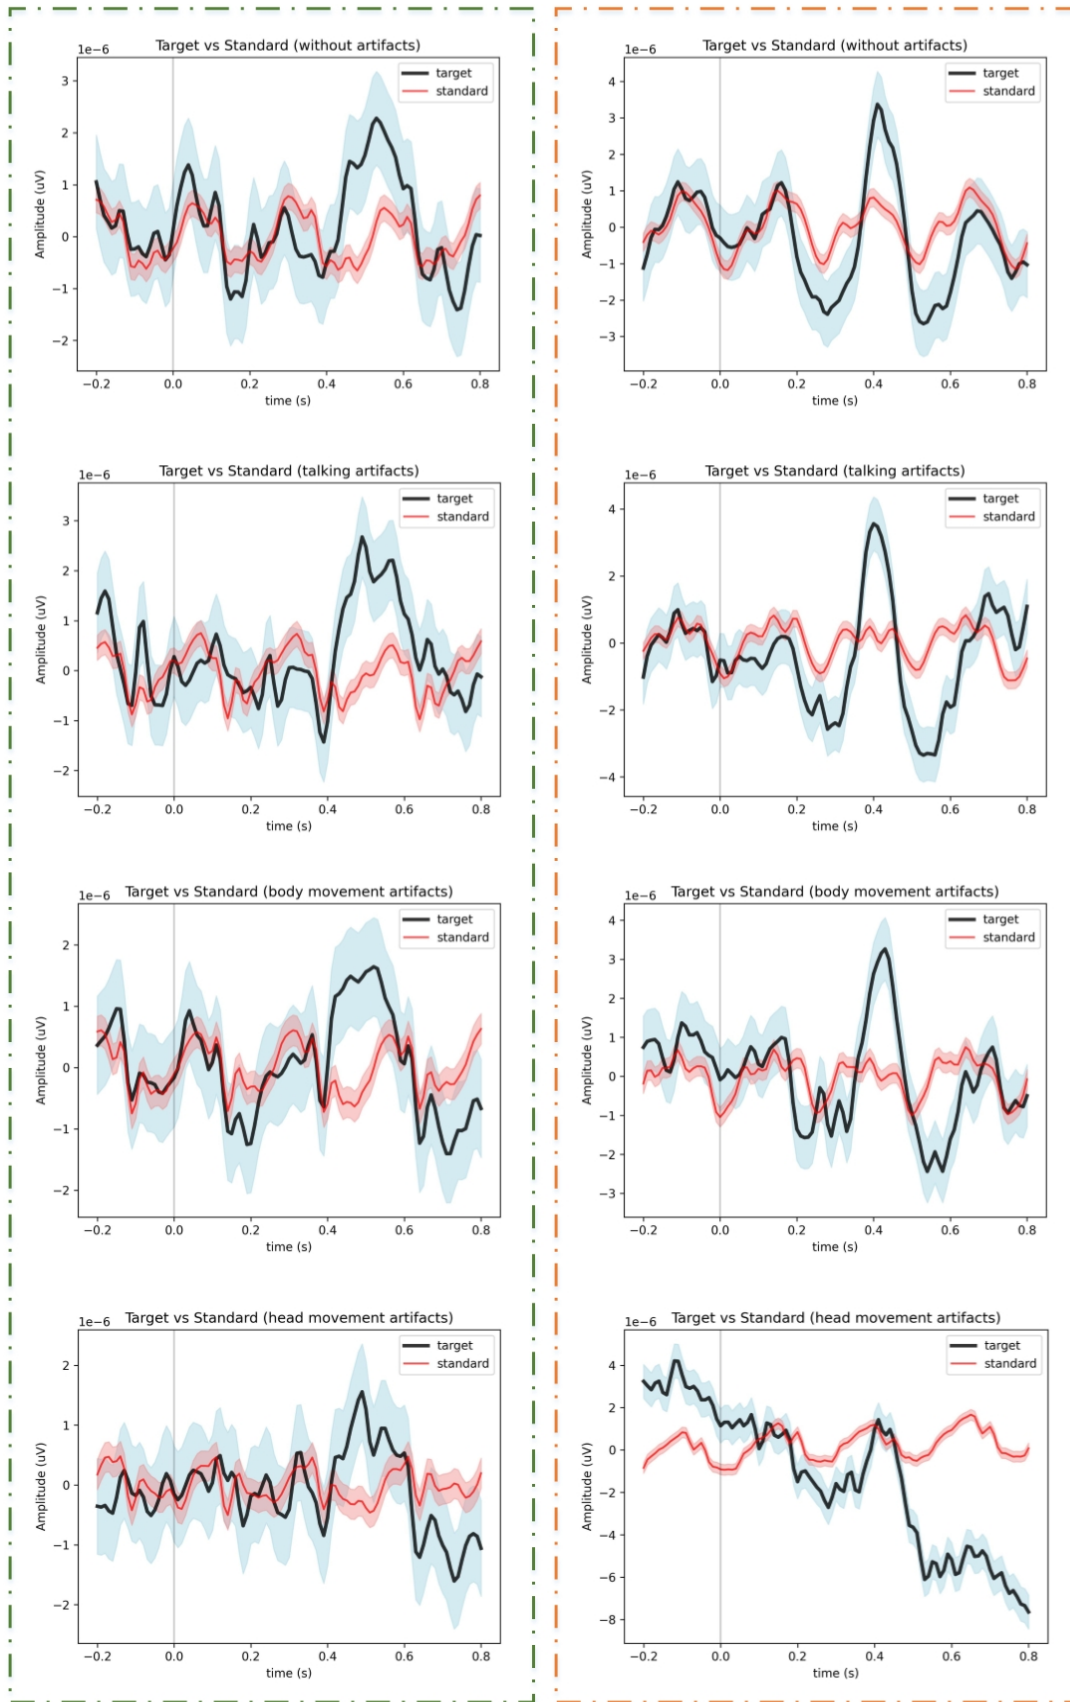 Target vs Standard (without artifacts)
1e−6
target
standard
3
2
1
0
−1
−2
Amplitude (uV)
−0.2 0.0 0.2 0.4 0.6 0.8
time (s)
Target vs Standard (without artifacts)
1e−6
target
standard
4
3
2
1
0
−1
−2
−3
Amplitude (uV)
−0.2 0.0 0.2 0.4 0.6 0.8
time (s)
Target vs Standard (talking artifacts)
1e−6
target
standard
3
2
1
0
−1
−2
Amplitude (uV)
−0.2 0.0 0.2 0.4 0.6 0.8
time (s)
Target vs Standard (talking artifacts)
1e−6
target
standard
4
2
0
−2
−4
Amplitude (uV)
−0.2 0.0 0.2 0.4 0.6 0.8
time (s)
Target vs Standard (body movement artifacts)
1e−6
target
standard
2
1
0
−1
−2
Amplitude (uV)
−0.2 0.0 0.2 0.4 0.6 0.8
time (s)
Target vs Standard (body movement artifacts)
1e−6
target
standard
4
3
2
1
0
−1
−2
−3
Amplitude (uV)
−0.2 0.0 0.2 0.4 0.6 0.8
time (s)
Target vs Standard (head movement artifacts)
1e−6
target
standard
2
1
0
−1
−2
Amplitude (uV)
−0.2 0.0 0.2 0.4 0.6 0.8
time (s)
Target vs Standard (head movement artifacts)
1e−6
target
standard
4
2
0
−2
−4
−6
−8
Amplitude (uV)
−0.2 0.0 0.2 0.4 0.6 0.8
time (s)